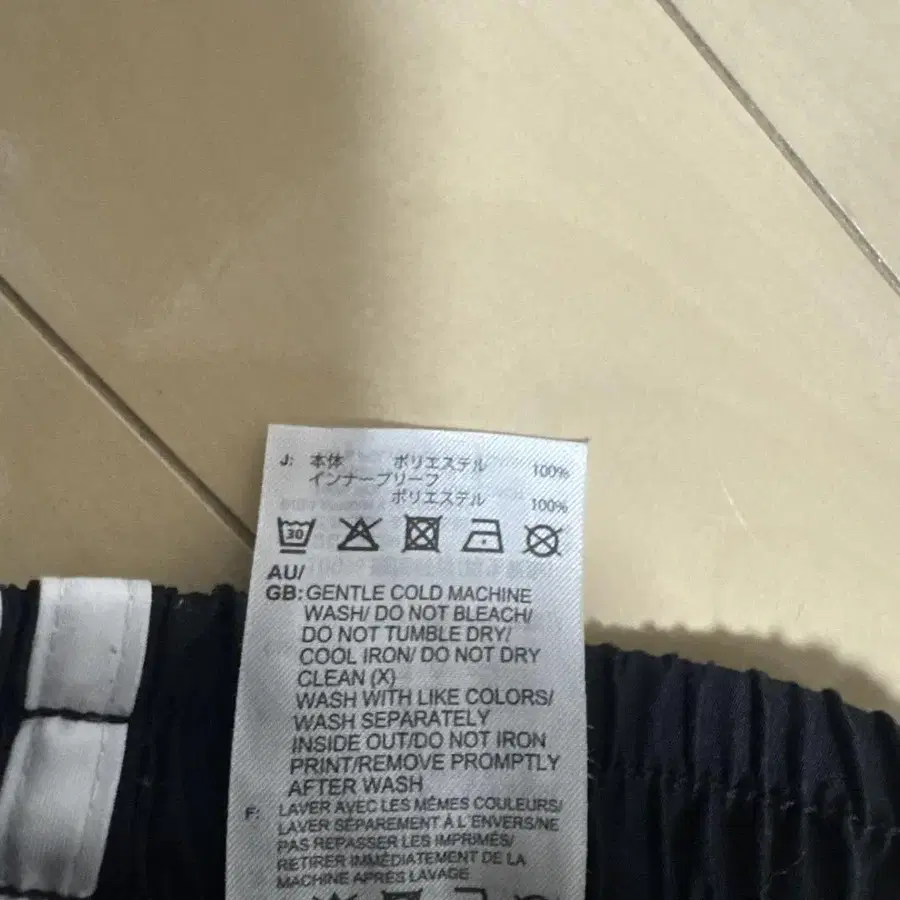 J: 本体 ポリエステル 100%
インナーブリーフ
ポリエステル 100%
30
AU/
GB: GENTLE COLD MACHINE
WASH/ DO NOT BLEACH/
DO NOT TUMBLE DRY/
COOL IRON/ DO NOT DRY
CLEAN (X)
WASH WITH LIKE COLORS/
WASH SEPARATELY
INSIDE OUT/DO NOT IRON
PRINT/REMOVE PROMPTLY
AFTER WASH
F: LAVER AVEC LES MÊMES COULEURS/
LAVER SÉPAREMENT À L'ENVERS/NE
PAS REPASSER LES IMPRIMÉS/
RETIRER IMMÉDIATEMENT DE LA
MACHINE APRÈS LAVAGE